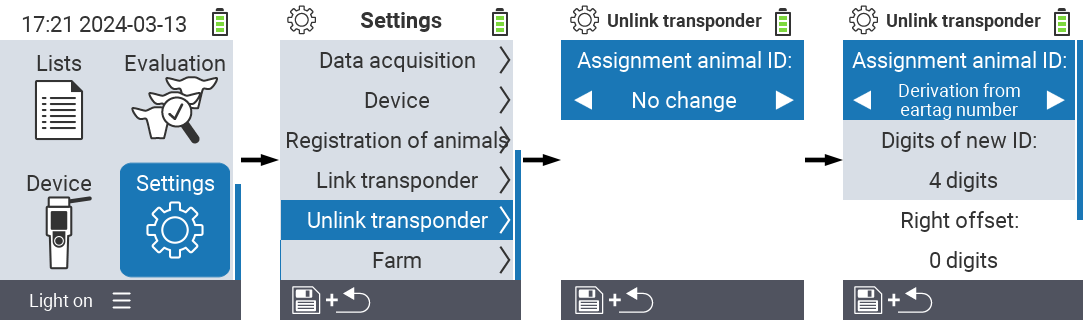 17:21 2024-03-13
Lists
Evaluation
Device
Settings
Light on
Settings
Data acquisition
Device
Registration of animals
Link transponder
Unlink transponder
Farm
+
Unlink transponder
Assignment animal ID:
No change
+
Unlink transponder
Assignment animal ID:
Derivation from
eartag number
Digits of new ID:
4 digits
Right offset:
0 digits
+